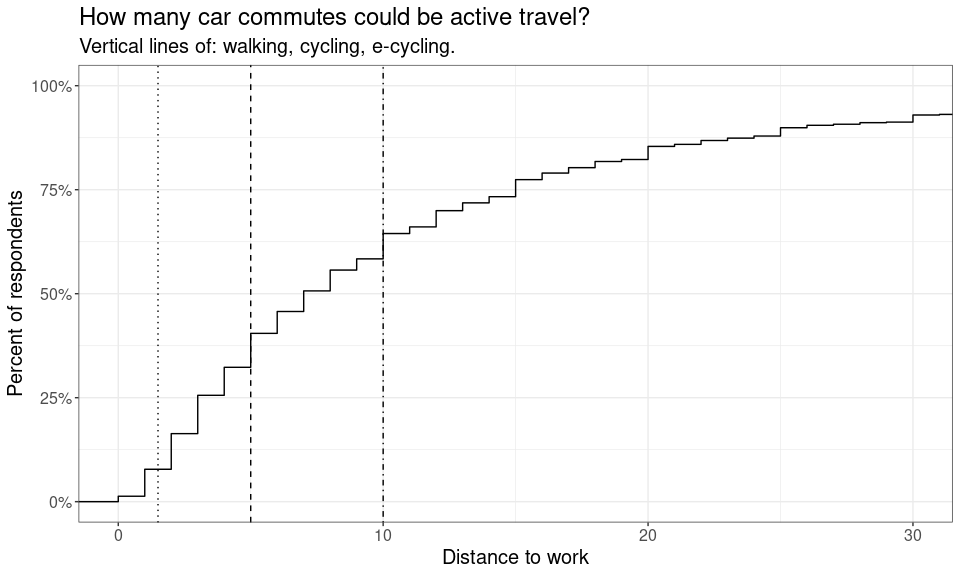 How many car commutes could be active travel?
Vertical lines of: walking, cycling, e-cycling.
Percent of respondents
100%
75%
50%
25%
0%
0 10 20 30
Distance to work